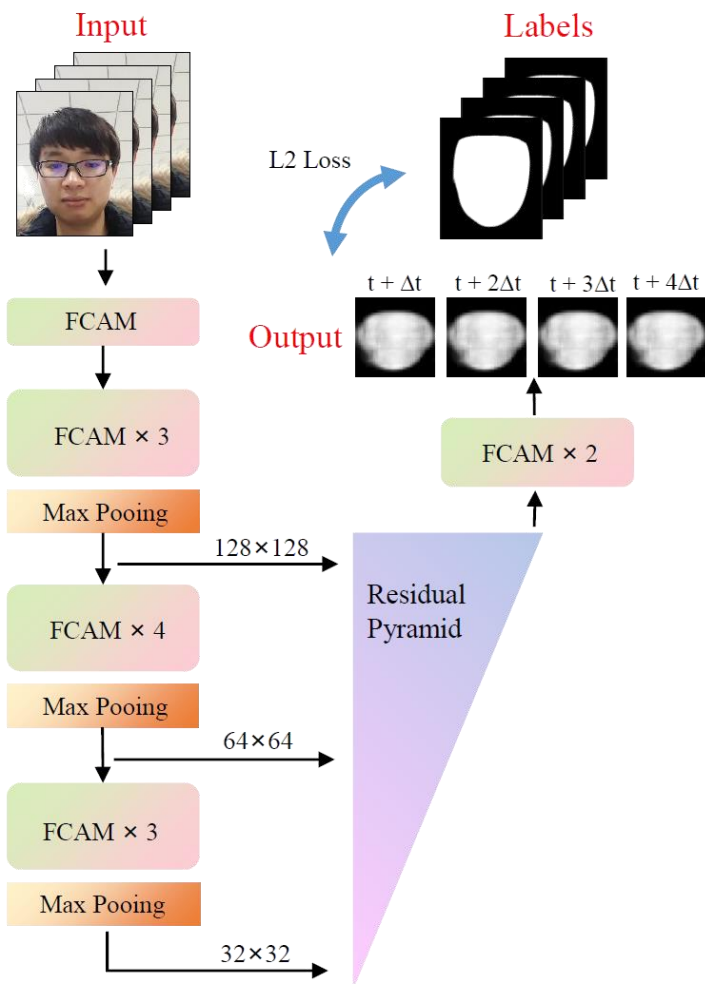 Input
Labels
L2 Loss
t + Δt
t + 2Δt
t + 3Δt
t + 4Δt
Output
FCAM
FCAM × 3
FCAM × 2
Max Pooing
128×128
Residual
Pyramid
FCAM × 4
Max Pooing
64×64
FCAM × 3
Max Pooing
32×32